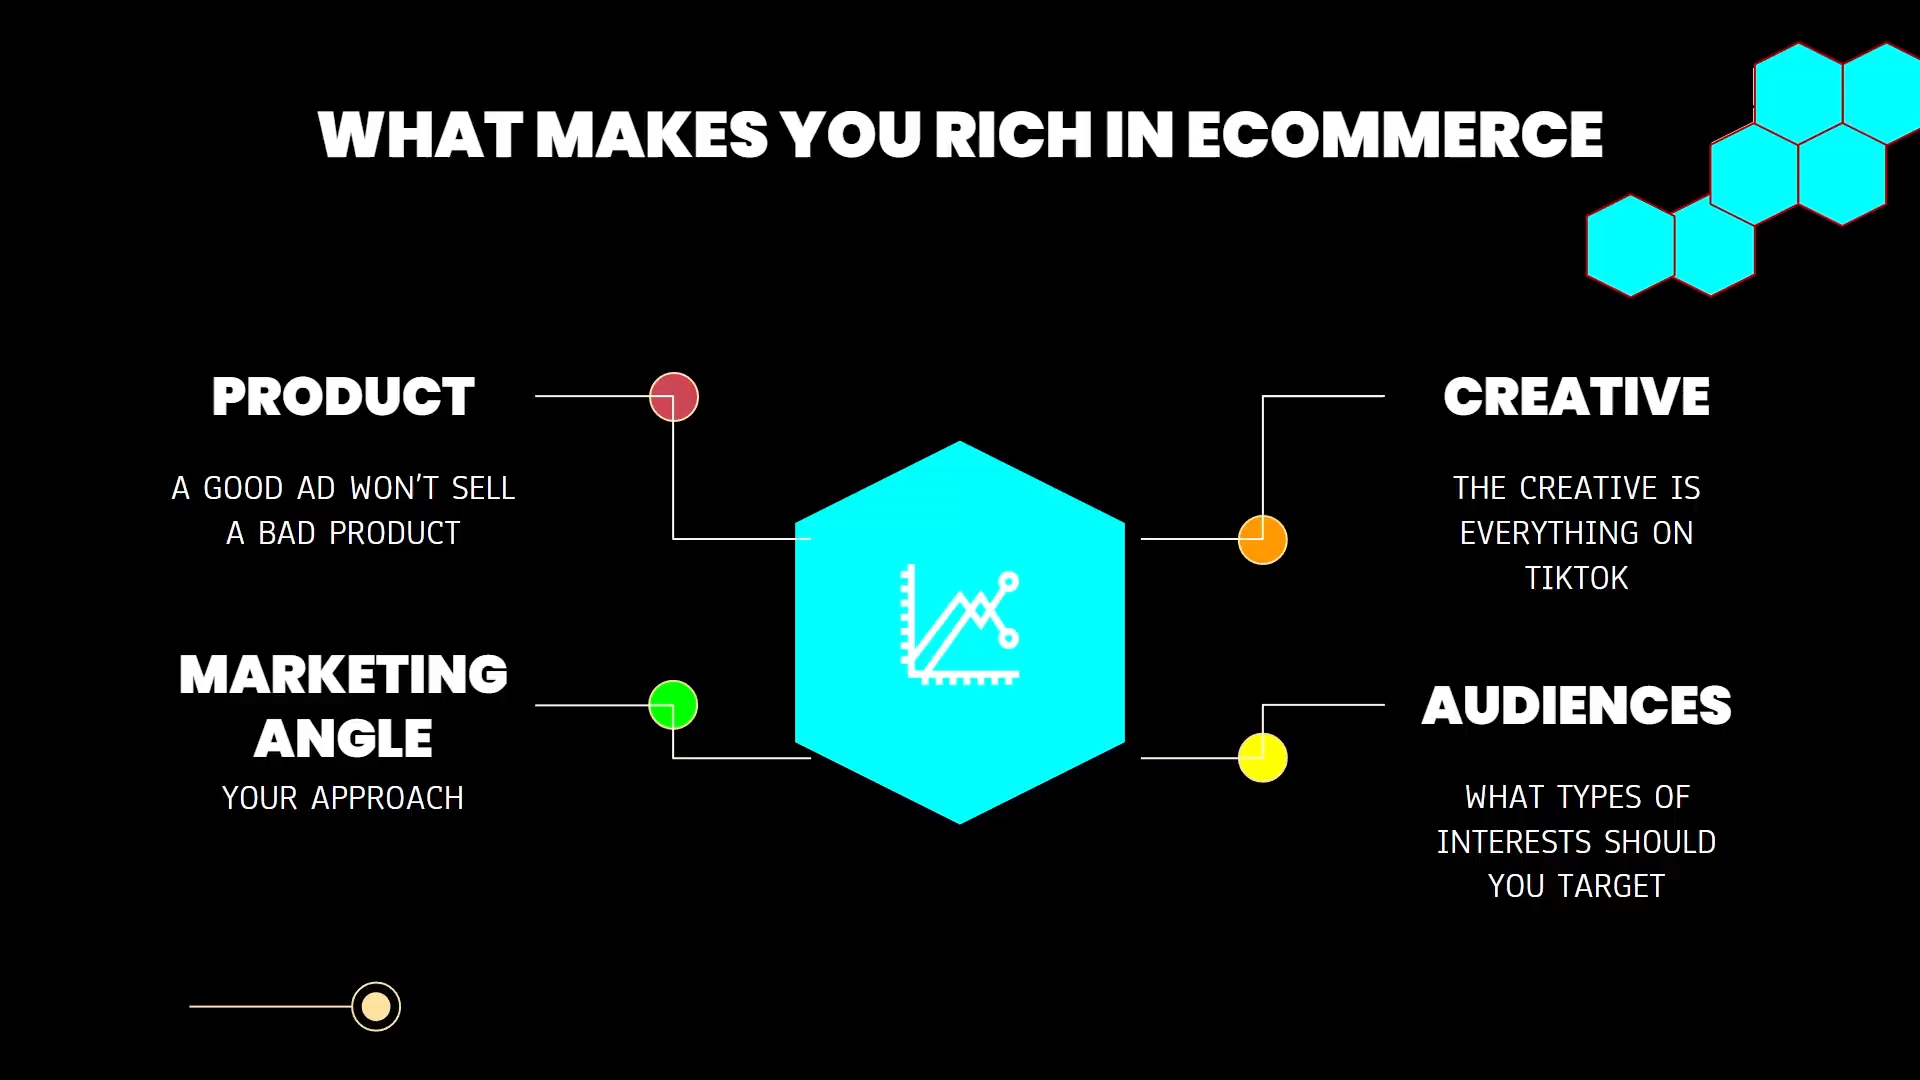 WHAT MAKES YOU RICH IN ECOMMERCE
PRODUCT
A GOOD AD WON'T SELL
A BAD PRODUCT
MARKETING
ANGLE
YOUR APPROACH
CREATIVE
THE CREATIVE IS
EVERYTHING ON
TIKTOK
AUDIENCES
WHAT TYPES OF
INTERESTS SHOULD
YOU TARGET